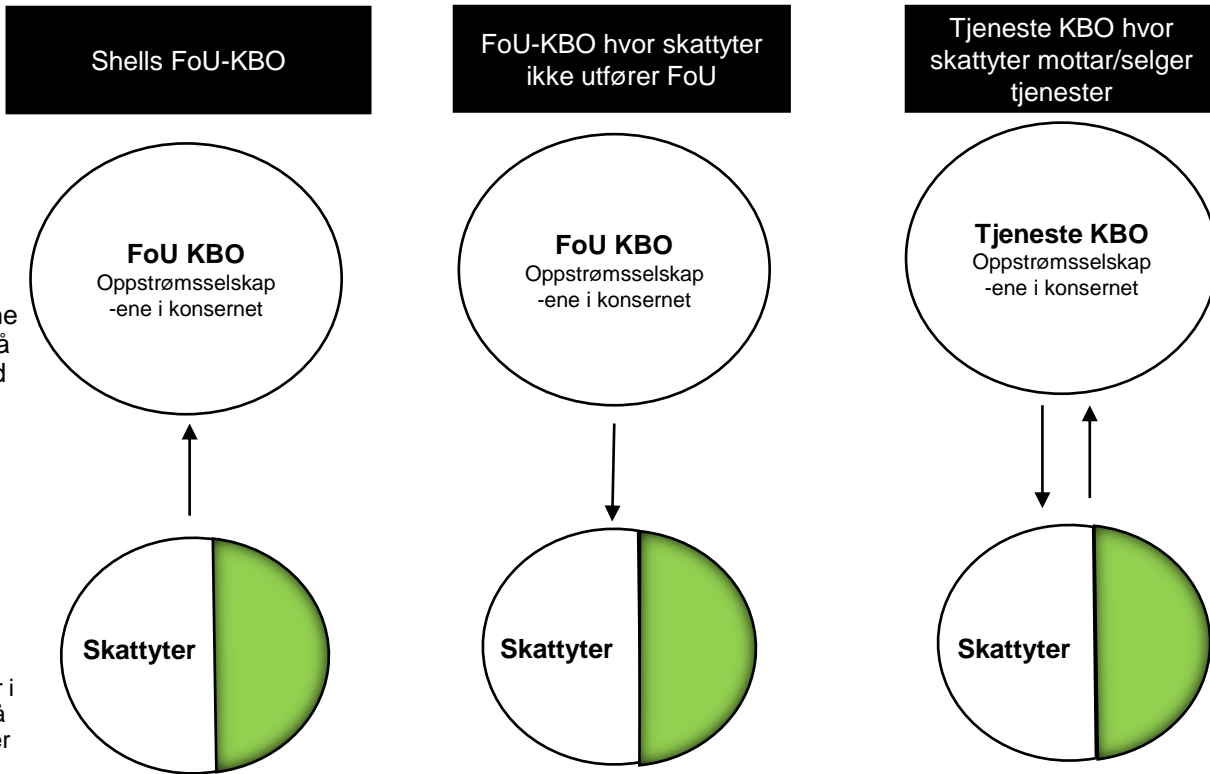 Shells FoU-KBO
FoU-KBO hvor skattyter
ikke utfører FoU
Tjeneste KBO hvor
skattyter mottar/selger
tjenester
FoU KBO
Oppstrømsselskap
-ene i konsernet
FoU KBO
Oppstrømsselskap
-ene i konsernet
Tjeneste KBO
Oppstrømsselskap
-ene i konsernet
Skattyter
Skattyter
Skattyter
r i